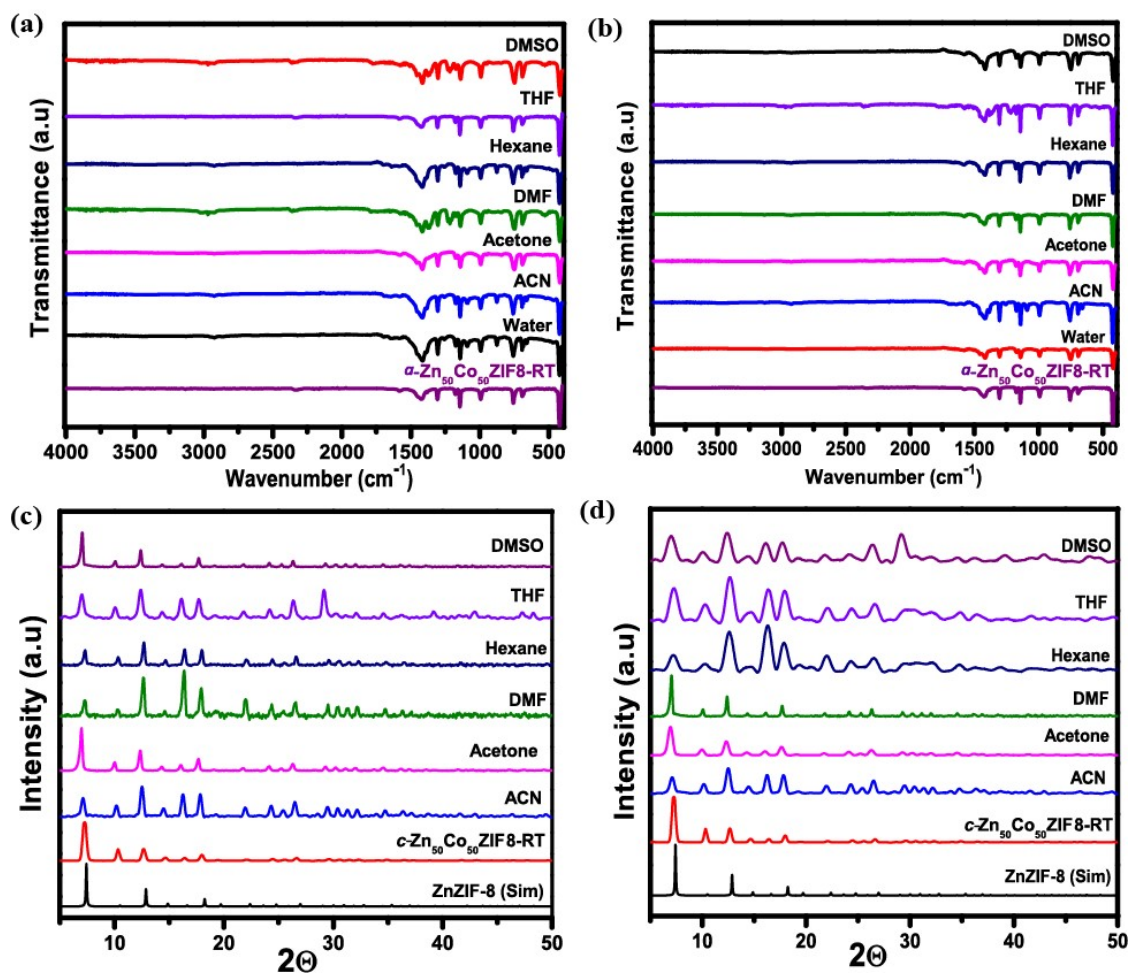 (a)
DMSO
THF
Hexane
DMF
Acetone
ACN
Water
a-Zn₅₀Co₅₀ZIF8-RT
Transmittance (a.u)
4000 3500 3000 2500 2000 1500 1000 500
Wavenumber (cm⁻¹)
(b)
DMSO
THF
Hexane
DMF
Acetone
ACN
Water
a-Zn₅₀Co₅₀ZIF8-RT
Transmittance (a.u)
4000 3500 3000 2500 2000 1500 1000 500
Wavenumber (cm⁻¹)
(c)
DMSO
THF
Hexane
DMF
Acetone
ACN
c-Zn₅₀Co₅₀ZIF8-RT
ZnZIF-8 (Sim)
Intensity (a.u)
10 20 30 40 50
2Θ
(d)
DMSO
THF
Hexane
DMF
Acetone
ACN
c-Zn₅₀Co₅₀ZIF8-RT
ZnZIF-8 (Sim)
Intensity (a.u)
10 20 30 40 50
2Θ